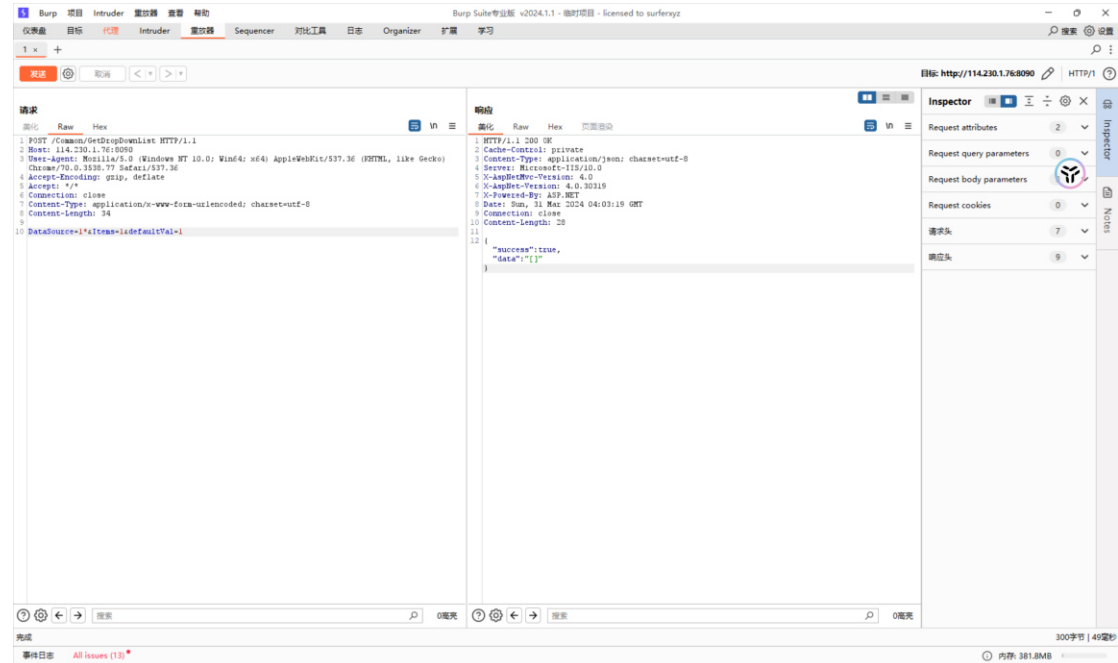 Burp 项目 Intruder 重放器 查看 帮助
Burp Suite专业版 v2024.1.1 - 临时项目 - licensed to surferxyz
仪表盘 目标 代理 Intruder 重放器 Sequencer 对比工具 日志 Organizer 扩展 学习
搜索 设置
1 × +
发送 取消 < >
目标: http://114.230.1.76:8090 HTTP/1
请求
美化 Raw Hex
\n
1 POST /Common/GetDropDownList HTTP/1.1
2 Host: 114.230.1.76:8090
3 User-Agent: Mozilla/5.0 (Windows NT 10.0; Win64; x64) AppleWebKit/537.36 (KHTML, like Gecko)
Chrome/70.0.3538.77 Safari/537.36
4 Accept-Encoding: gzip, deflate
5 Accept: */*
6 Connection: close
7 Content-Type: application/x-www-form-urlencoded; charset=utf-8
8 Content-Length: 34
9
10 DataSource=1*&Items=1&defaultVal=1
响应
美化 Raw Hex 页面渲染
\n
1 HTTP/1.1 200 OK
2 Cache-Control: private
3 Content-Type: application/json; charset=utf-8
4 Server: Microsoft-IIS/10.0
5 X-AspNetMvc-Version: 4.0
6 X-AspNet-Version: 4.0.30319
7 X-Powered-By: ASP.NET
8 Date: Sun, 31 Mar 2024 04:03:19 GMT
9 Connection: close
10 Content-Length: 28
11
12 {
"success":true,
"data":"[]"
}
Inspector
Request attributes 2
Request query parameters 0
Request body parameters
Request cookies 0
请求头 7
响应头 9
Inspector
Notes
搜索 0高亮
搜索 0高亮
完成
300字节 | 49毫秒
事件日志 All issues (13)
内存: 381.8MB